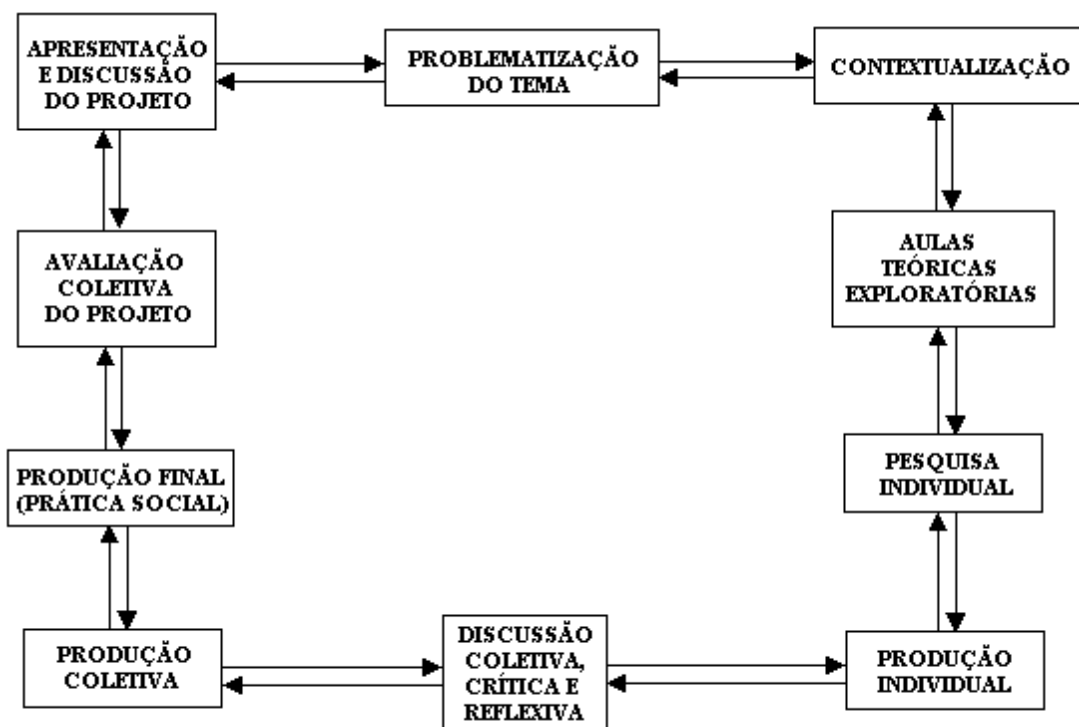 APRESENTAÇÃO
E DISCUSSÃO
DO PROJETO
PROBLEMATIZAÇÃO
DO TEMA
CONTEXTUALIZAÇÃO
AVALIAÇÃO
COLETIVA
DO PROJETO
AULAS
TEÓRICAS
EXPLORATÓRIAS
PRODUÇÃO FINAL
(PRÁTICA SOCIAL)
PESQUISA
INDIVIDUAL
PRODUÇÃO
COLETIVA
DISCUSSÃO
COLETIVA,
CRÍTICA E
REFLEXIVA
PRODUÇÃO
INDIVIDUAL